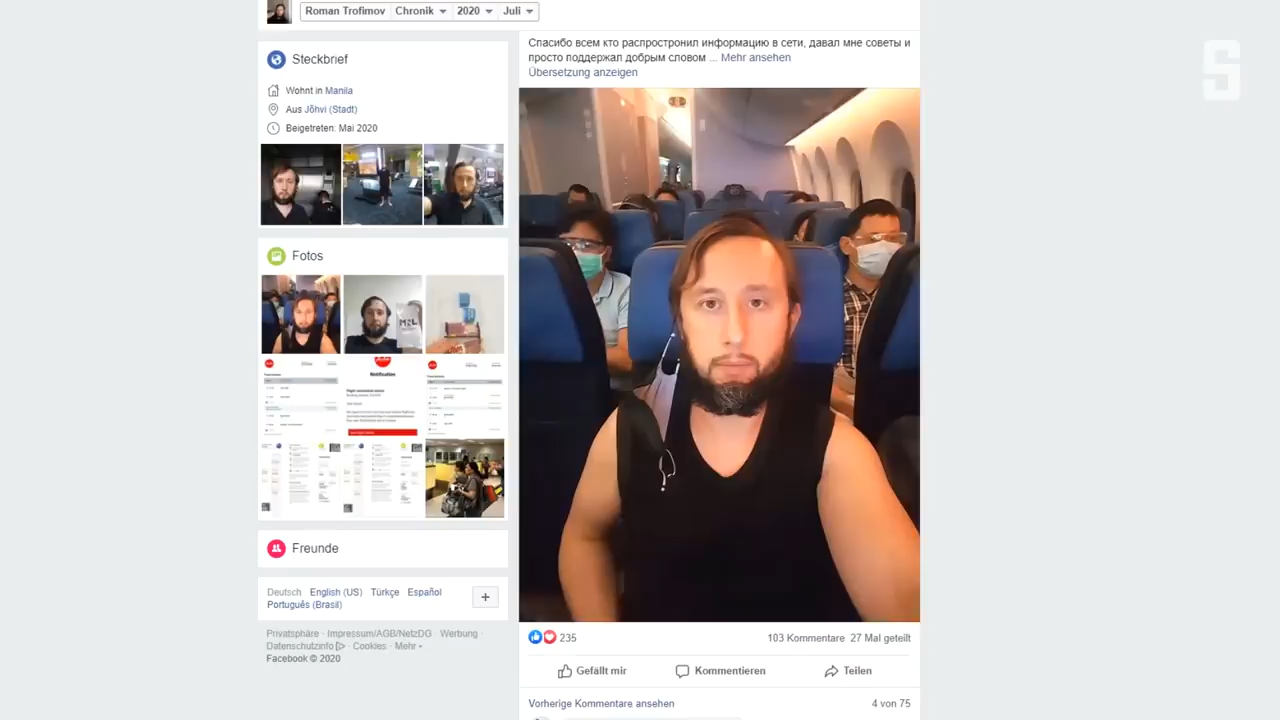 Roman Trofimov Chronik 2020 Juli
Steckbrief
Wohnt in Manila
Aus Jõhvi (Stadt)
Beigetreten: Mai 2020
Fotos
MEL
Notification
Freunde
Deutsch English (US) Türkçe Español
Português (Brasil)
+
Privatsphäre · Impressum/AGB/NetzDG · Werbung ·
Datenschutzinfo · Cookies · Mehr
Facebook © 2020
Спасибо всем кто распространил информацию в сети, давал мне советы и
просто поддержал добрым словом ... Mehr ansehen
Übersetzung anzeigen
235 103 Kommentare 27 Mal geteilt
Gefällt mir Kommentieren Teilen
Vorherige Kommentare ansehen 4 von 75
S